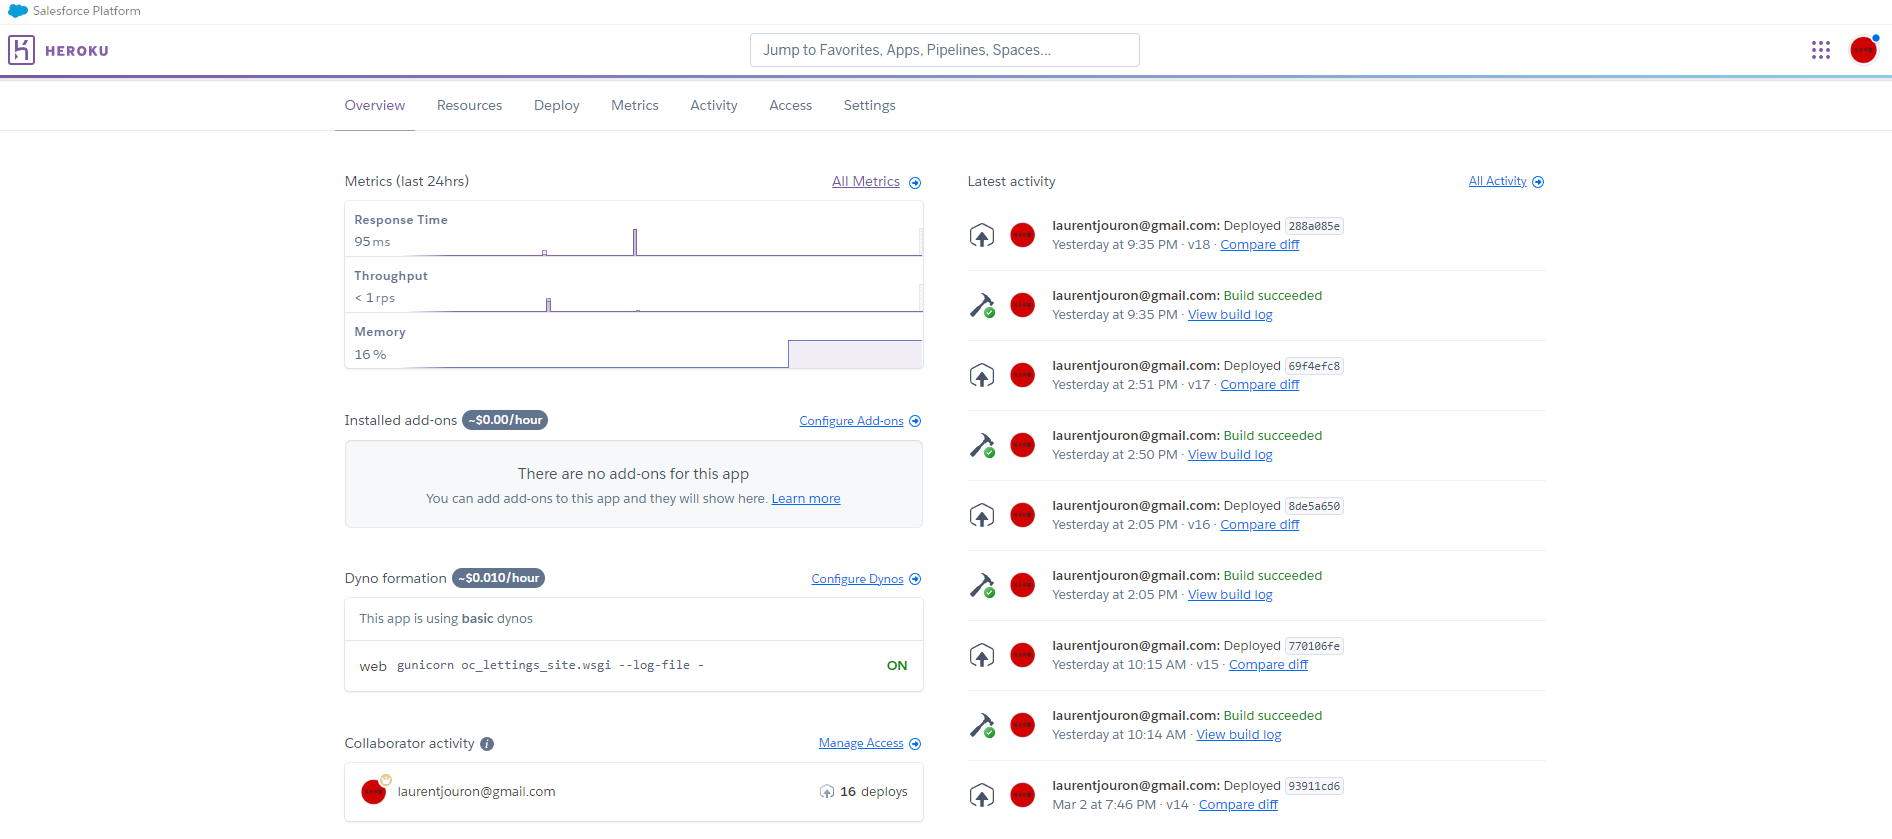 Salesforce Platform
HEROKU
Jump to Favorites, Apps, Pipelines, Spaces...
Overview Resources Deploy Metrics Activity Access Settings
Metrics (last 24hrs) All Metrics
Response Time
95 ms
Throughput
< 1 rps
Memory
16 %
Installed add-ons ~$0.00/hour Configure Add-ons
There are no add-ons for this app
You can add add-ons to this app and they will show here. Learn more
Dyno formation ~$0.010/hour Configure Dynos
This app is using basic dynos
web gunicorn oc_lettings_site.wsgi --log-file - ON
Collaborator activity Manage Access
laurentjouron@gmail.com 16 deploys
Latest activity All Activity
laurentjouron@gmail.com: Deployed 288a085e
Yesterday at 9:35 PM · v18 · Compare diff
laurentjouron@gmail.com: Build succeeded
Yesterday at 9:35 PM · View build log
laurentjouron@gmail.com: Deployed 69f4efc8
Yesterday at 2:51 PM · v17 · Compare diff
laurentjouron@gmail.com: Build succeeded
Yesterday at 2:50 PM · View build log
laurentjouron@gmail.com: Deployed 8de5a650
Yesterday at 2:05 PM · v16 · Compare diff
laurentjouron@gmail.com: Build succeeded
Yesterday at 2:05 PM · View build log
laurentjouron@gmail.com: Deployed 770106fe
Yesterday at 10:15 AM · v15 · Compare diff
laurentjouron@gmail.com: Build succeeded
Yesterday at 10:14 AM · View build log
laurentjouron@gmail.com: Deployed 93911cd6
Mar 2 at 7:46 PM · v14 · Compare diff